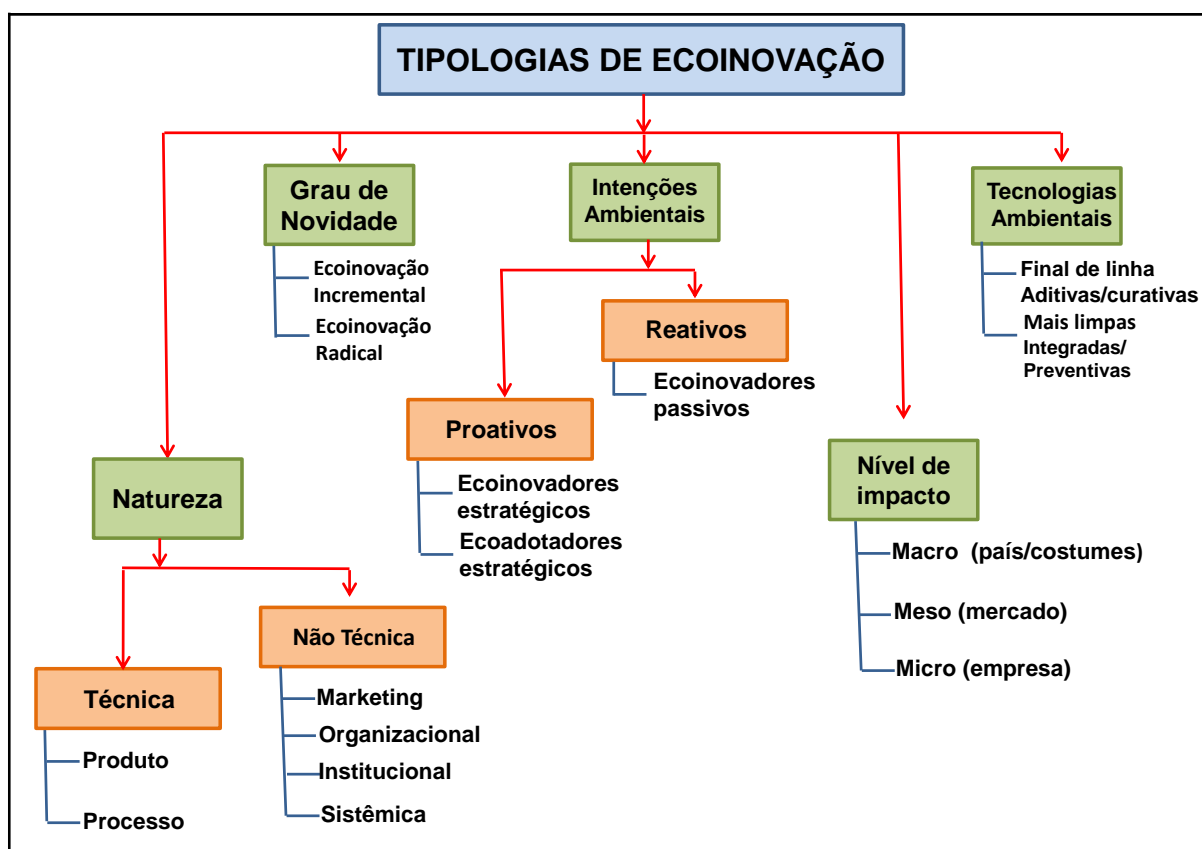 TIPOLOGIAS DE ECOINOVAÇÃO
Grau de
Novidade
Ecoinovação
Incremental
Ecoinovação
Radical
Intenções
Ambientais
Tecnologias
Ambientais
Final de linha
Aditivas/curativas
Mais limpas
Integradas/
Preventivas
Reativos
Ecoinovadores
passivos
Proativos
Ecoinovadores
estratégicos
Ecoadotadores
estratégicos
Nível de
impacto
Macro (país/costumes)
Meso (mercado)
Micro (empresa)
Natureza
Não Técnica
Marketing
Organizacional
Institucional
Sistêmica
Técnica
Produto
Processo